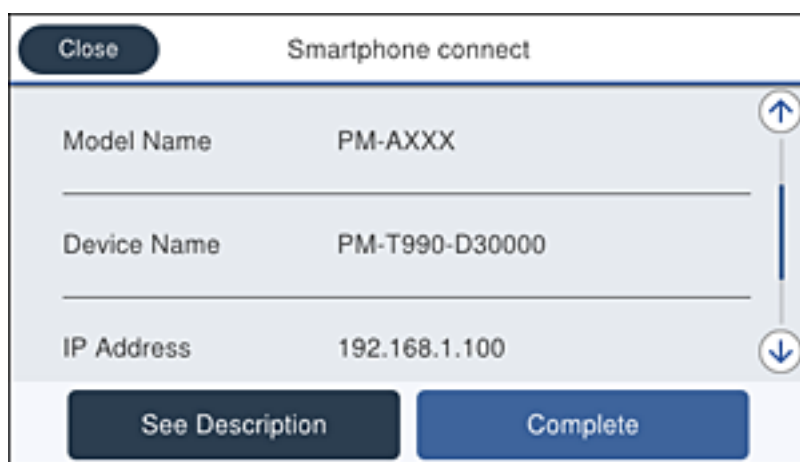 Close Smartphone connect
Model Name PM-AXXX
Device Name PM-T990-D30000
IP Address 192.168.1.100
See Description Complete